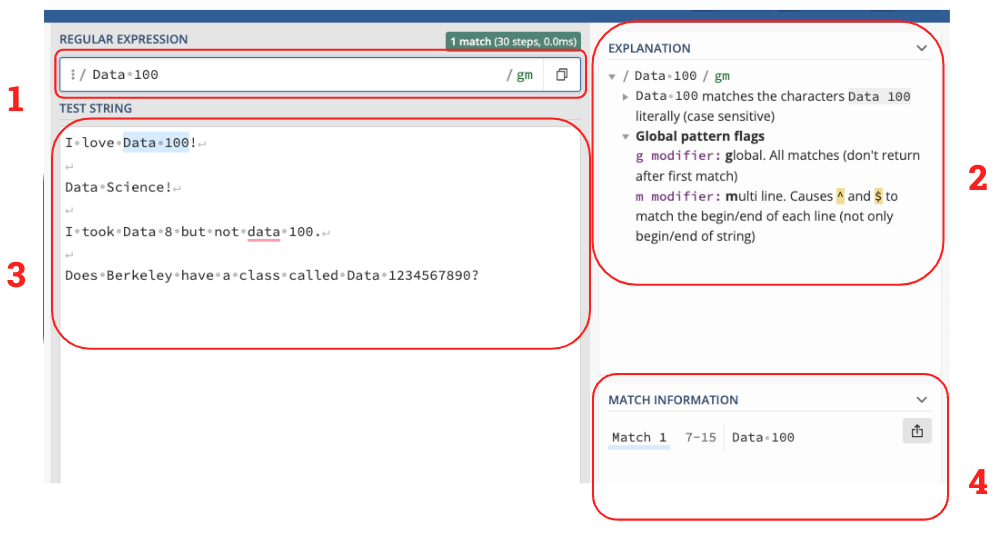 REGULAR EXPRESSION
1 match (30 steps, 0.0ms)
1
⋮ / Data·100 / gm
TEST STRING
I·love·Data·100!↵
↵
Data·Science!↵
↵
I·took·Data·8·but·not·data·100.↵
↵
Does·Berkeley·have·a·class·called·Data·1234567890?
3
EXPLANATION
/ Data·100 / gm
Data·100 matches the characters Data 100
literally (case sensitive)
Global pattern flags
g modifier: global. All matches (don't return
after first match)
m modifier: multi line. Causes ^ and $ to
match the begin/end of each line (not only
begin/end of string)
2
MATCH INFORMATION
Match 1 7-15 Data·100
4